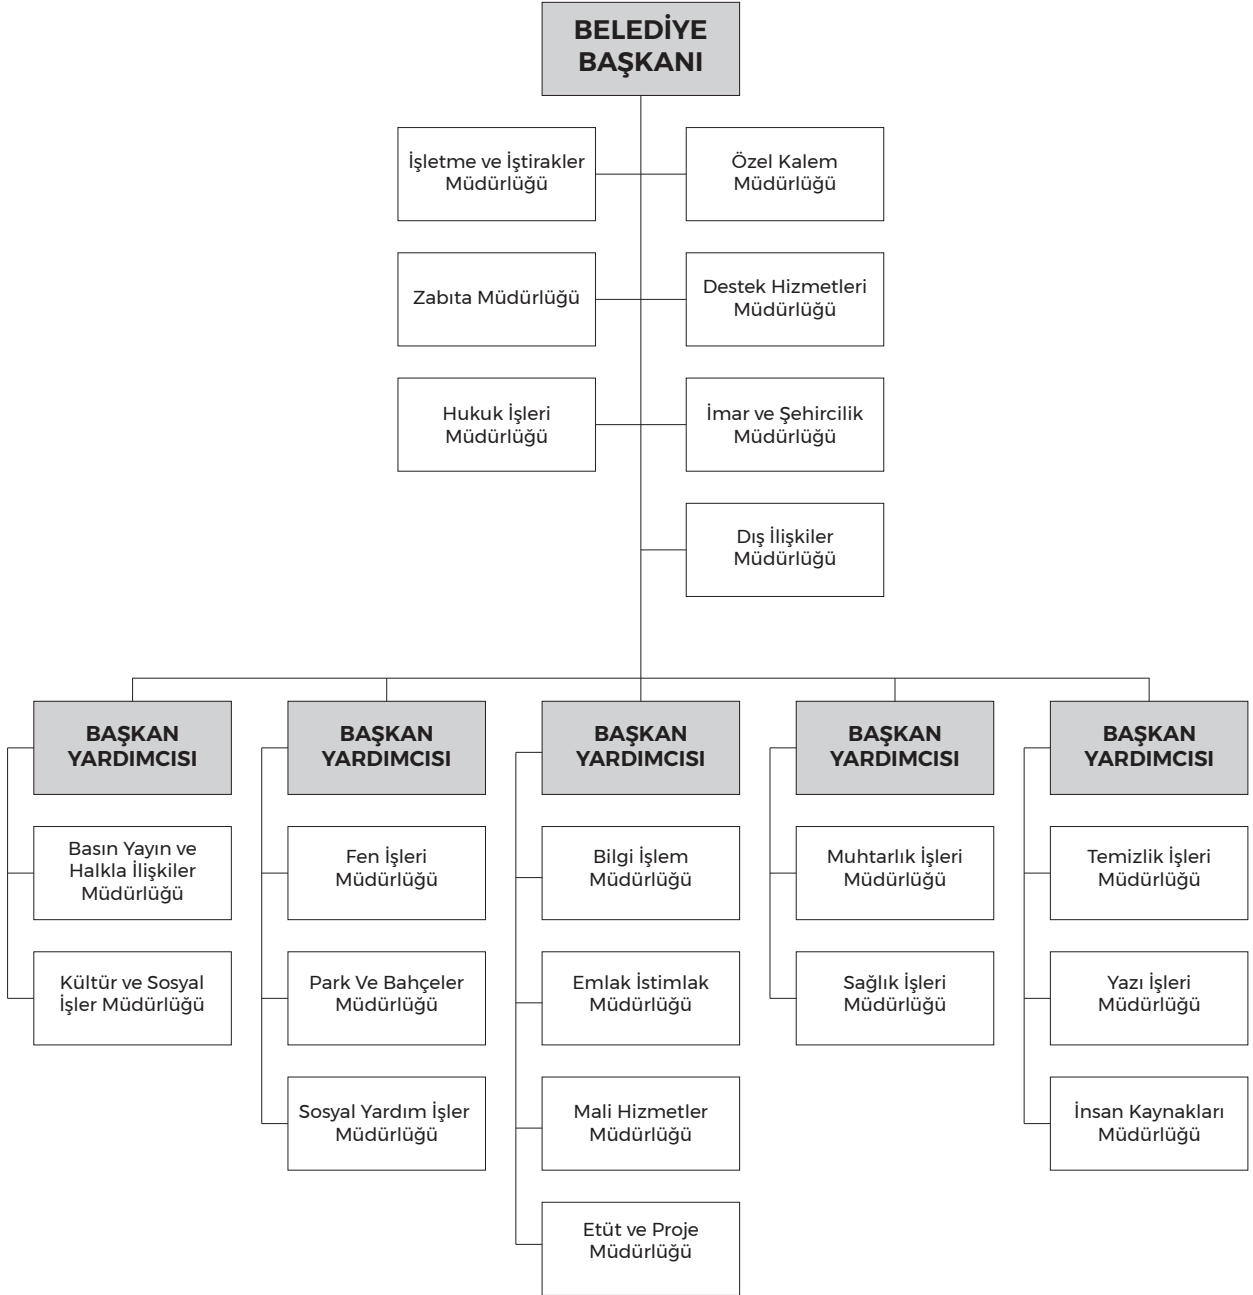 BELEDİYE
BAŞKANI
İşletme ve İştirakler
Müdürlüğü
Özel Kalem
Müdürlüğü
Zabıta Müdürlüğü
Destek Hizmetleri
Müdürlüğü
Hukuk İşleri
Müdürlüğü
İmar ve Şehircilik
Müdürlüğü
Dış İlişkiler
Müdürlüğü
BAŞKAN
YARDIMCISI
Basın Yayın ve
Halkla İlişkiler
Müdürlüğü
Kültür ve Sosyal
İşler Müdürlüğü
BAŞKAN
YARDIMCISI
Fen İşleri
Müdürlüğü
Park Ve Bahçeler
Müdürlüğü
Sosyal Yardım İşler
Müdürlüğü
BAŞKAN
YARDIMCISI
Bilgi İşlem
Müdürlüğü
Emlak İstimlak
Müdürlüğü
Mali Hizmetler
Müdürlüğü
Etüt ve Proje
Müdürlüğü
BAŞKAN
YARDIMCISI
Muhtarlık İşleri
Müdürlüğü
Sağlık İşleri
Müdürlüğü
BAŞKAN
YARDIMCISI
Temizlik İşleri
Müdürlüğü
Yazı İşleri
Müdürlüğü
İnsan Kaynakları
Müdürlüğü